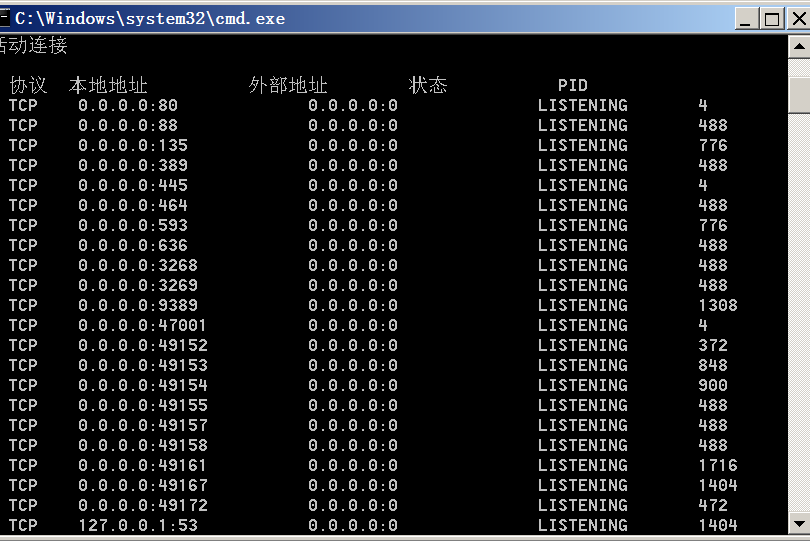 C:\Windows\system32\cmd.exe
活动连接
协议 本地地址 外部地址 状态 PID
TCP 0.0.0.0:80 0.0.0.0:0 LISTENING 4
TCP 0.0.0.0:88 0.0.0.0:0 LISTENING 488
TCP 0.0.0.0:135 0.0.0.0:0 LISTENING 776
TCP 0.0.0.0:389 0.0.0.0:0 LISTENING 488
TCP 0.0.0.0:445 0.0.0.0:0 LISTENING 4
TCP 0.0.0.0:464 0.0.0.0:0 LISTENING 488
TCP 0.0.0.0:593 0.0.0.0:0 LISTENING 776
TCP 0.0.0.0:636 0.0.0.0:0 LISTENING 488
TCP 0.0.0.0:3268 0.0.0.0:0 LISTENING 488
TCP 0.0.0.0:3269 0.0.0.0:0 LISTENING 488
TCP 0.0.0.0:9389 0.0.0.0:0 LISTENING 1308
TCP 0.0.0.0:47001 0.0.0.0:0 LISTENING 4
TCP 0.0.0.0:49152 0.0.0.0:0 LISTENING 372
TCP 0.0.0.0:49153 0.0.0.0:0 LISTENING 848
TCP 0.0.0.0:49154 0.0.0.0:0 LISTENING 900
TCP 0.0.0.0:49155 0.0.0.0:0 LISTENING 488
TCP 0.0.0.0:49157 0.0.0.0:0 LISTENING 488
TCP 0.0.0.0:49158 0.0.0.0:0 LISTENING 488
TCP 0.0.0.0:49161 0.0.0.0:0 LISTENING 1716
TCP 0.0.0.0:49167 0.0.0.0:0 LISTENING 1404
TCP 0.0.0.0:49172 0.0.0.0:0 LISTENING 472
TCP 127.0.0.1:53 0.0.0.0:0 LISTENING 1404